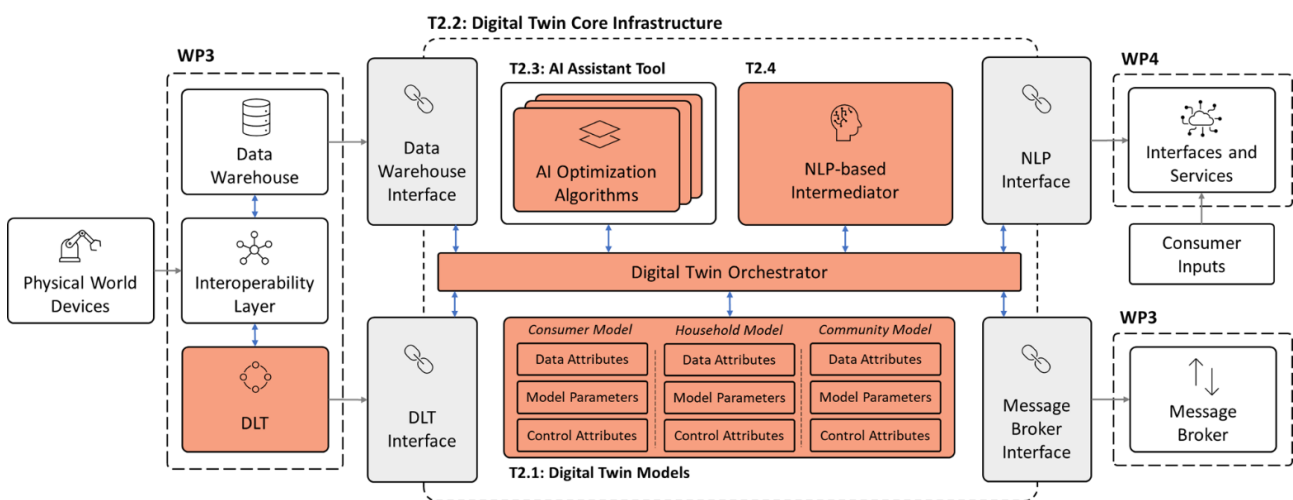 T2.2: Digital Twin Core Infrastructure
WP3
Data
Warehouse
Physical World
Devices
Interoperability
Layer
DLT
Data
Warehouse
Interface
DLT
Interface
T2.3: AI Assistant Tool
AI Optimization
Algorithms
T2.4
NLP-based
Intermediator
Digital Twin Orchestrator
Consumer Model
Household Model
Community Model
Data Attributes
Data Attributes
Data Attributes
Model Parameters
Model Parameters
Model Parameters
Control Attributes
Control Attributes
Control Attributes
T2.1: Digital Twin Models
NLP
Interface
Message
Broker
Interface
WP4
Interfaces and
Services
Consumer
Inputs
WP3
Message
Broker